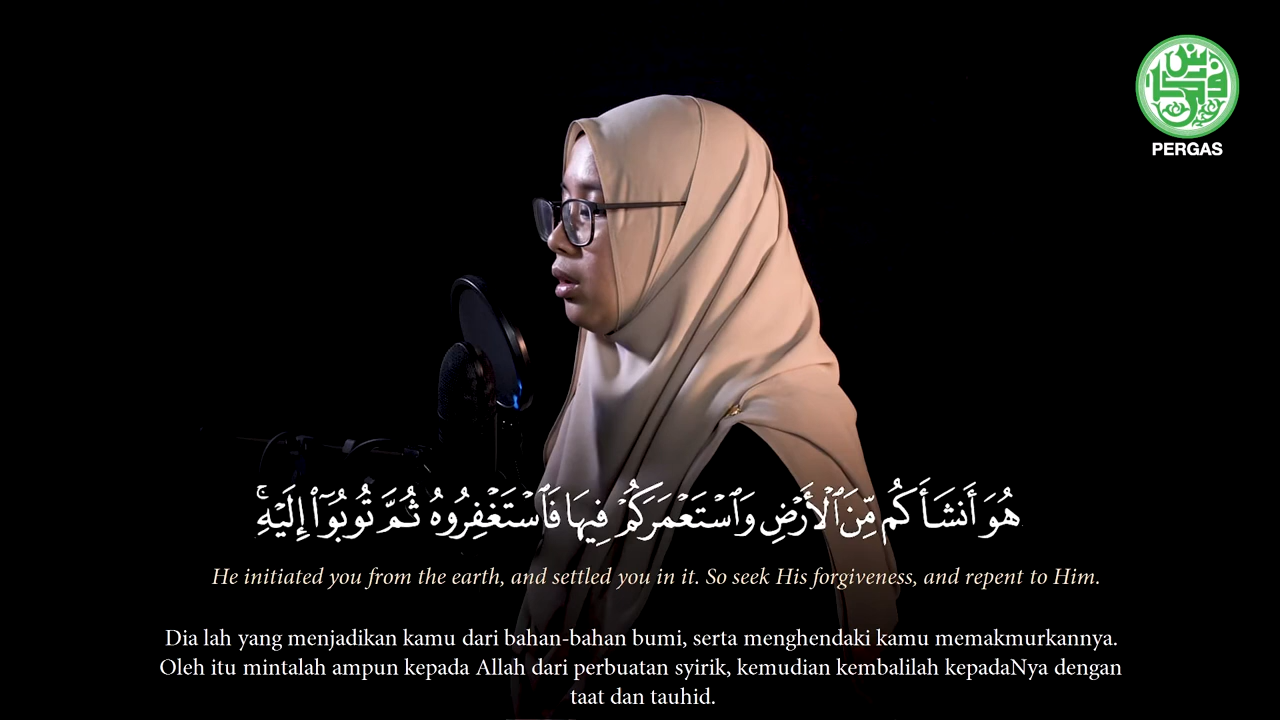 PERGAS
هُوَ أَنشَأَكُم مِّنَ ٱلْأَرْضِ وَٱسْتَعْمَرَكُمْ فِيهَا فَٱسْتَغْفِرُوهُ ثُمَّ تُوبُوٓا۟ إِلَيْهِ ۚ
He initiated you from the earth, and settled you in it. So seek His forgiveness, and repent to Him.
Dia lah yang menjadikan kamu dari bahan-bahan bumi, serta menghendaki kamu memakmurkannya.
Oleh itu mintalah ampun kepada Allah dari perbuatan syirik, kemudian kembalilah kepadaNya dengan
taat dan tauhid.